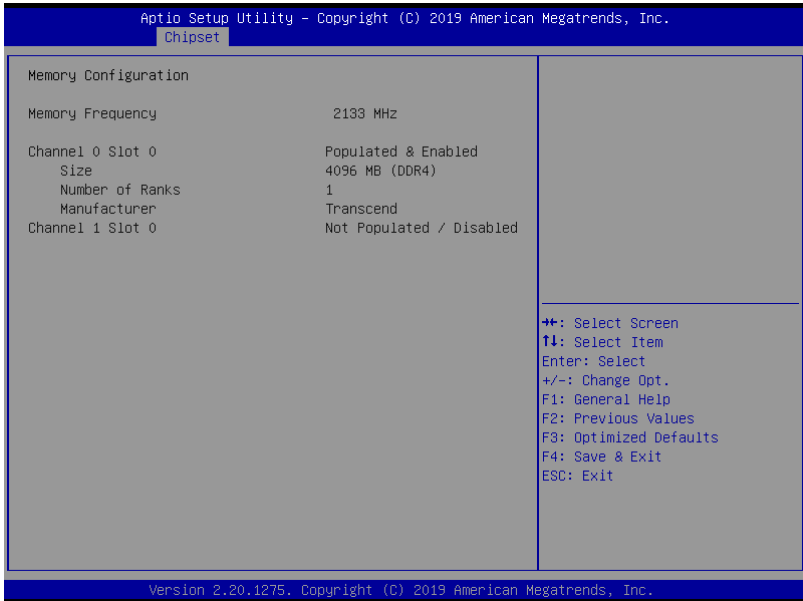 Aptio Setup Utility – Copyright (C) 2019 American Megatrends, Inc.
Chipset
Memory Configuration
Memory Frequency 2133 MHz
Channel 0 Slot 0 Populated & Enabled
Size 4096 MB (DDR4)
Number of Ranks 1
Manufacturer Transcend
Channel 1 Slot 0 Not Populated / Disabled
→←: Select Screen
↑↓: Select Item
Enter: Select
+/-: Change Opt.
F1: General Help
F2: Previous Values
F3: Optimized Defaults
F4: Save & Exit
ESC: Exit
Version 2.20.1275. Copyright (C) 2019 American Megatrends, Inc.